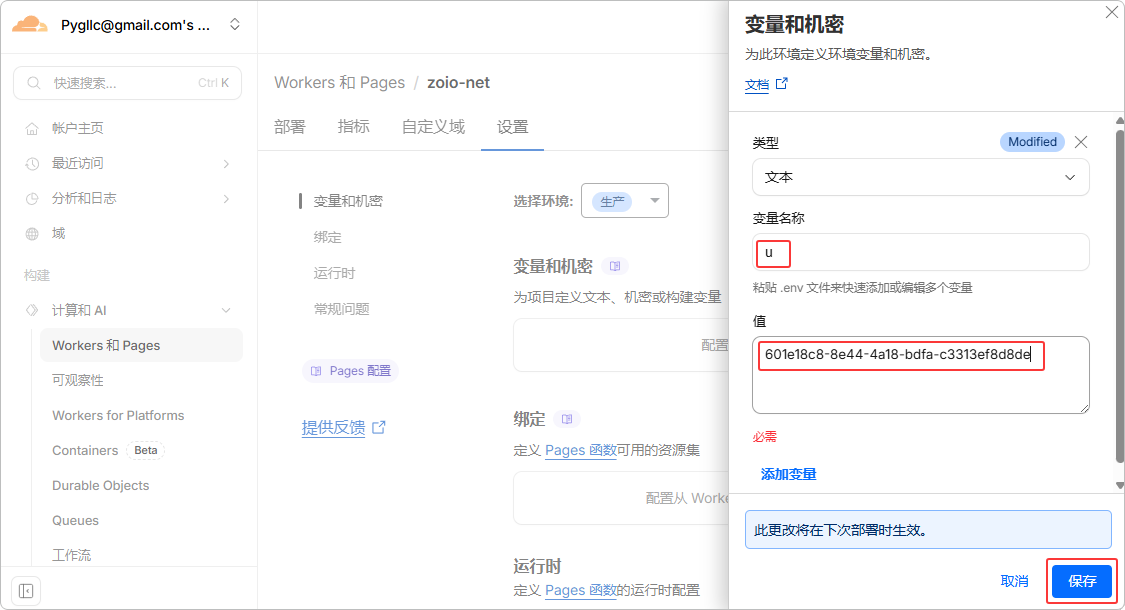 Pygllc@gmail.com's ...
快速搜索... Ctrl K
帐户主页
最近访问
分析和日志
域
构建
计算和 AI
Workers 和 Pages
可观察性
Workers for Platforms
Containers Beta
Durable Objects
Queues
工作流
Workers 和 Pages / zoio-net
部署 指标 自定义域 设置
变量和机密
绑定
运行时
常规问题
Pages 配置
提供反馈
选择环境: 生产
变量和机密
为项目定义文本、机密或构建变量
配置
绑定
定义 Pages 函数可用的资源集
配置从 Worke
运行时
定义 Pages 函数的运行时配置
变量和机密
为此环境定义环境变量和机密。
文档
类型 Modified
文本
变量名称
u
粘贴 .env 文件来快速添加或编辑多个变量
值
601e18c8-8e44-4a18-bdfa-c3313ef8d8de
必需
添加变量
此更改将在下次部署时生效。
取消 保存